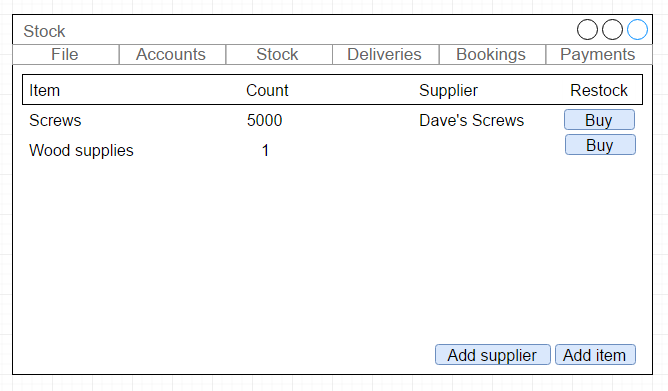 Stock
File Accounts Stock Deliveries Bookings Payments
Item Count Supplier Restock
Screws 5000 Dave's Screws Buy
Wood supplies 1 Buy
Add supplier Add item